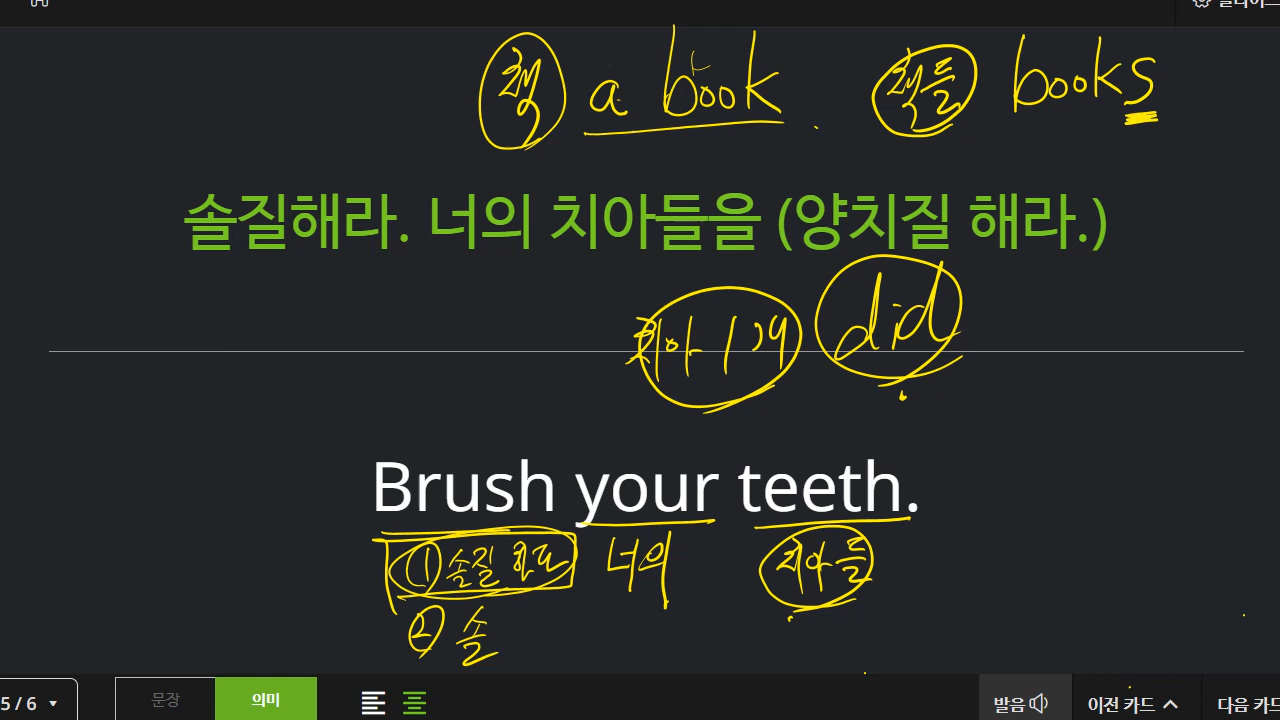 책 a book 책들 books
솔질해라. 너의 치아들을 (양치질 해라.)
치아 1개 did
Brush your teeth.
① 솔질한다 너의 치아들
② 솔
5 / 6 문장 의미 발음 이전 카드 다음 카드